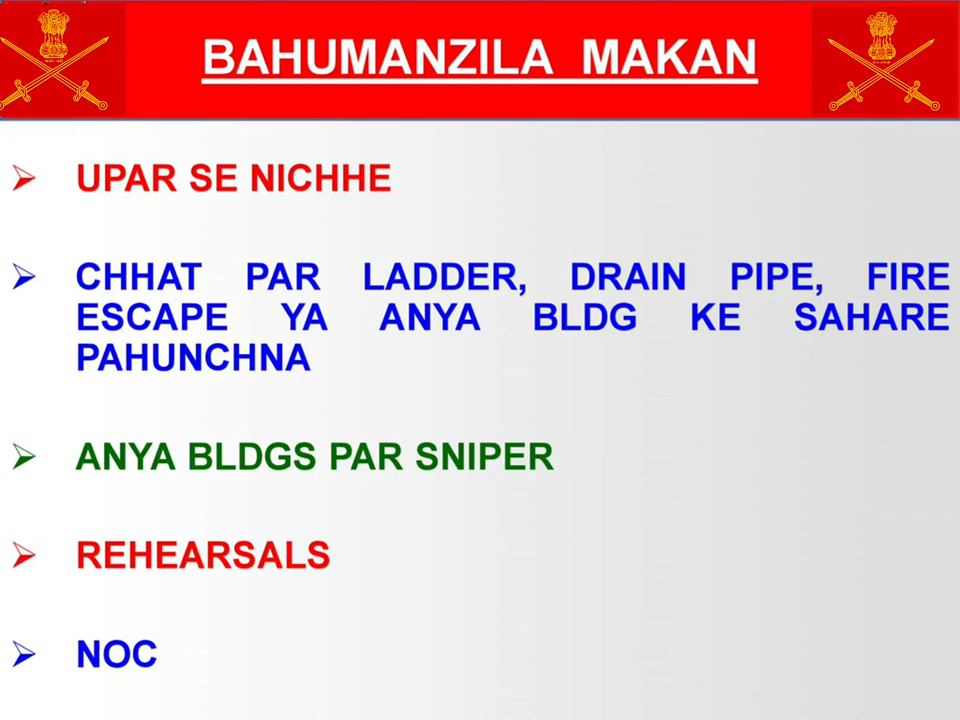 BAHUMANZILA MAKAN
UPAR SE NICHHE
CHHAT PAR LADDER, DRAIN PIPE, FIRE
ESCAPE YA ANYA BLDG KE SAHARE
PAHUNCHNA
ANYA BLDGS PAR SNIPER
REHEARSALS
NOC